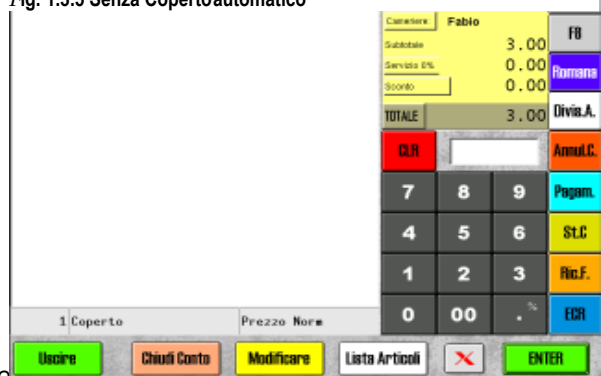 Fig. 1.5.5 Senza Coperto automatico
Cameriere: Fabio
Subtotale 3.00
Servizio 0% 0.00
Sconto 0.00
TOTALE 3.00
F8
Romana
Divis.A.
CLR
Annul.C.
7 8 9 Pagam.
4 5 6 St.C
1 2 3 Ric.F.
1 Coperto Prezzo Norm
0 00 . % ECR
Uscire Chiudi Conto Modificare Lista Articoli X ENTER